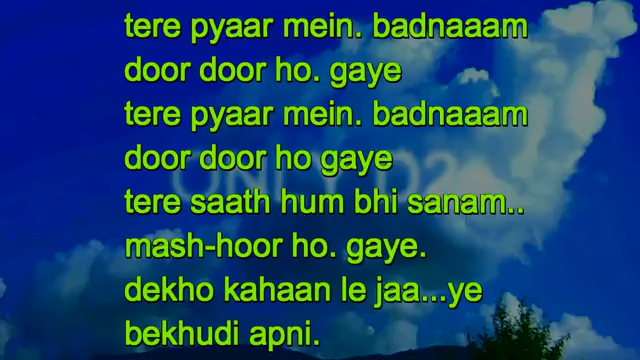 tere pyaar mein. badnaaam
door door ho. gaye
tere pyaar mein. badnaaam
door door ho gaye
tere saath hum bhi sanam..
mash-hoor ho. gaye.
dekho kahaan le jaa...ye
bekhudi apni.